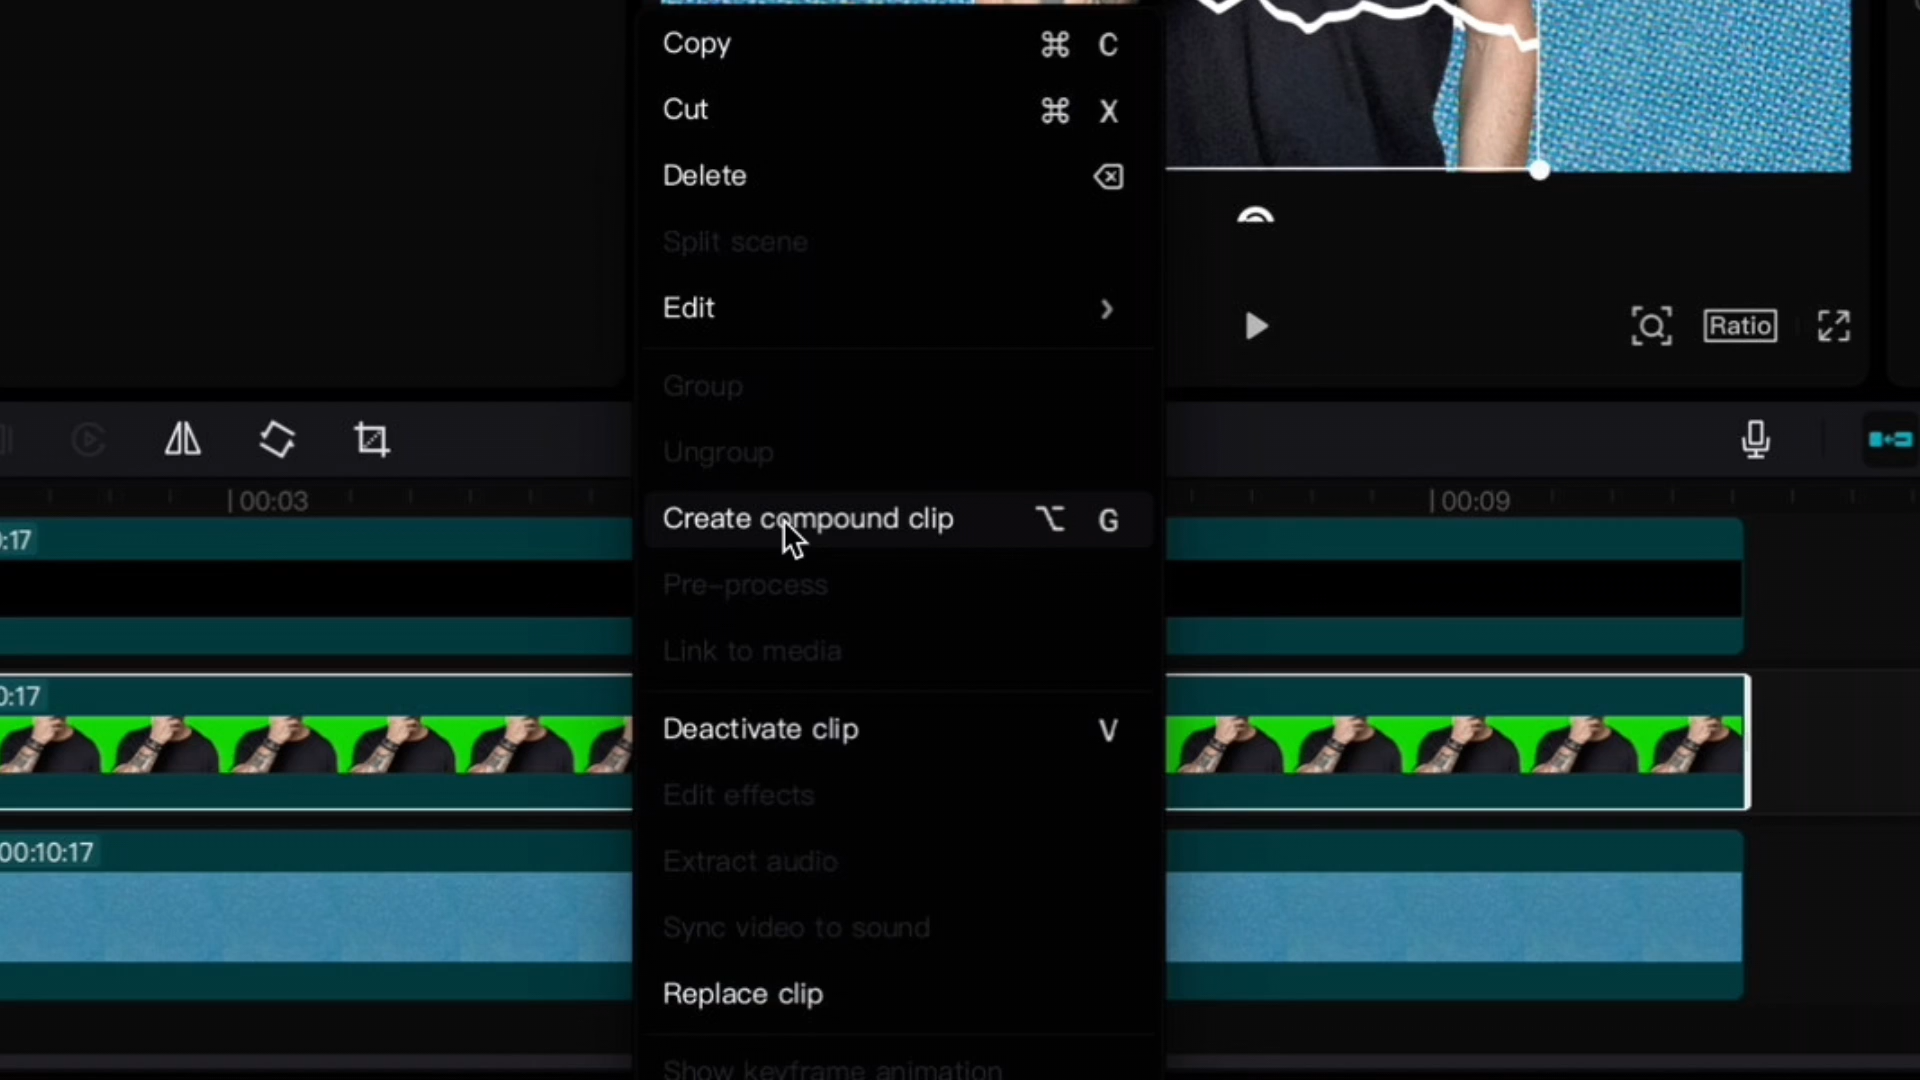 Copy ⌘ C
Cut ⌘ X
Delete
Split scene
Edit
Ratio
Group
Ungroup
00:03
00:09
Create compound clip ⌥ G
:17
Pre-process
Link to media
0:17
Deactivate clip V
Edit effects
00:10:17
Extract audio
Sync video to sound
Replace clip
Show keyframe animation